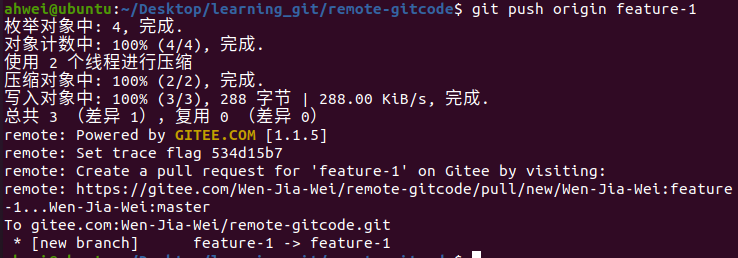 ahwei@ubuntu:~/Desktop/learning_git/remote-gitcode$ git push origin feature-1
枚举对象中: 4, 完成.
对象计数中: 100% (4/4), 完成.
使用 2 个线程进行压缩
压缩对象中: 100% (2/2), 完成.
写入对象中: 100% (3/3), 288 字节 | 288.00 KiB/s, 完成.
总共 3 （差异 1），复用 0 （差异 0）
remote: Powered by GITEE.COM [1.1.5]
remote: Set trace flag 534d15b7
remote: Create a pull request for 'feature-1' on Gitee by visiting:
remote: https://gitee.com/Wen-Jia-Wei/remote-gitcode/pull/new/Wen-Jia-Wei:feature
-1...Wen-Jia-Wei:master
To gitee.com:Wen-Jia-Wei/remote-gitcode.git
 * [new branch]      feature-1 -> feature-1
ahwei@ubuntu:~/Desktop/learning_git/remote-gitcode$